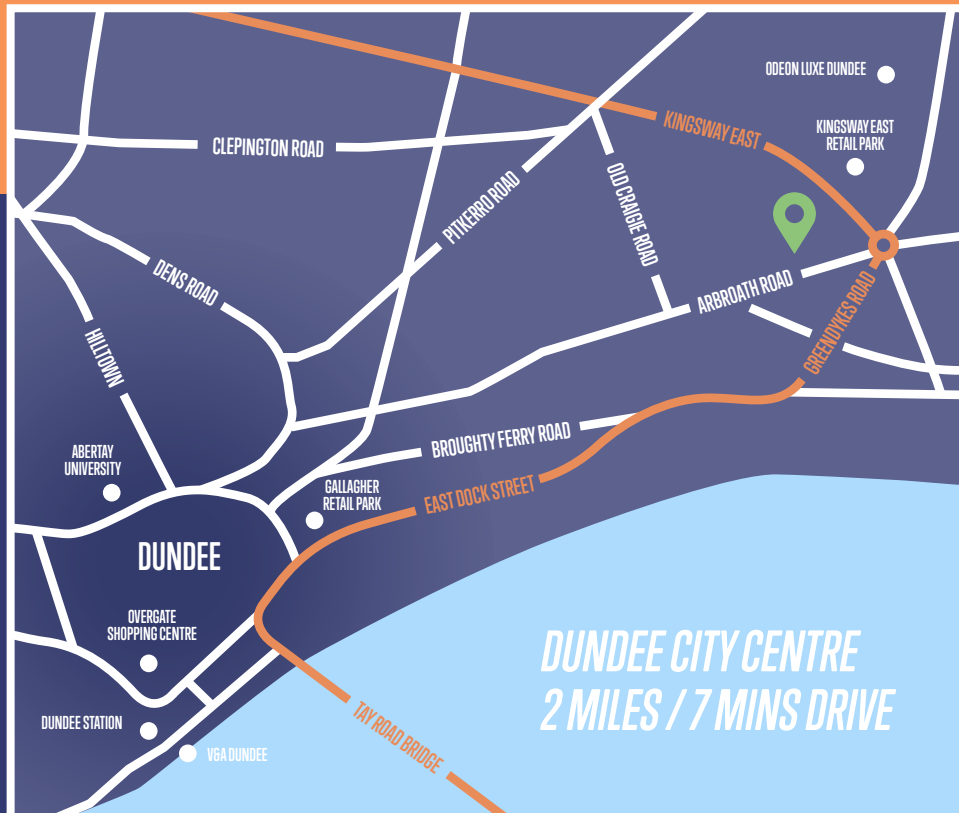 ODEON LUXE DUNDEE
KINGSWAY EAST
KINGSWAY EAST
RETAIL PARK
CLEPINGTON ROAD
PITKERRO ROAD
OLD CRAIGIE ROAD
DENS ROAD
ARBROATH ROAD
GREENDYKES ROAD
HILLTOWN
BROUGHTY FERRY ROAD
ABERTAY
UNIVERSITY
GALLAGHER
RETAIL PARK
EAST DOCK STREET
DUNDEE
OVERGATE
SHOPPING CENTRE
DUNDEE CITY CENTRE
2 MILES / 7 MINS DRIVE
DUNDEE STATION
V&A DUNDEE
TAY ROAD BRIDGE